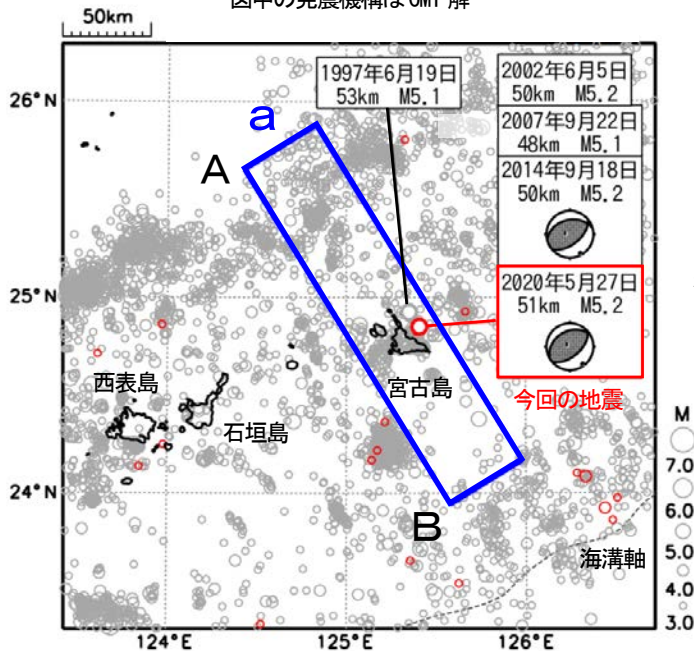 図中の発震機構はCMT解
50km
1997年6月19日
53km M5.1
2002年6月5日
50km M5.2
2007年9月22日
48km M5.1
2014年9月18日
50km M5.2
2020年5月27日
51km M5.2
今回の地震
a
A
B
26°N
25°N
24°N
西表島
石垣島
宮古島
海溝軸
M
7.0
6.0
5.0
4.0
3.0
124°E
125°E
126°E